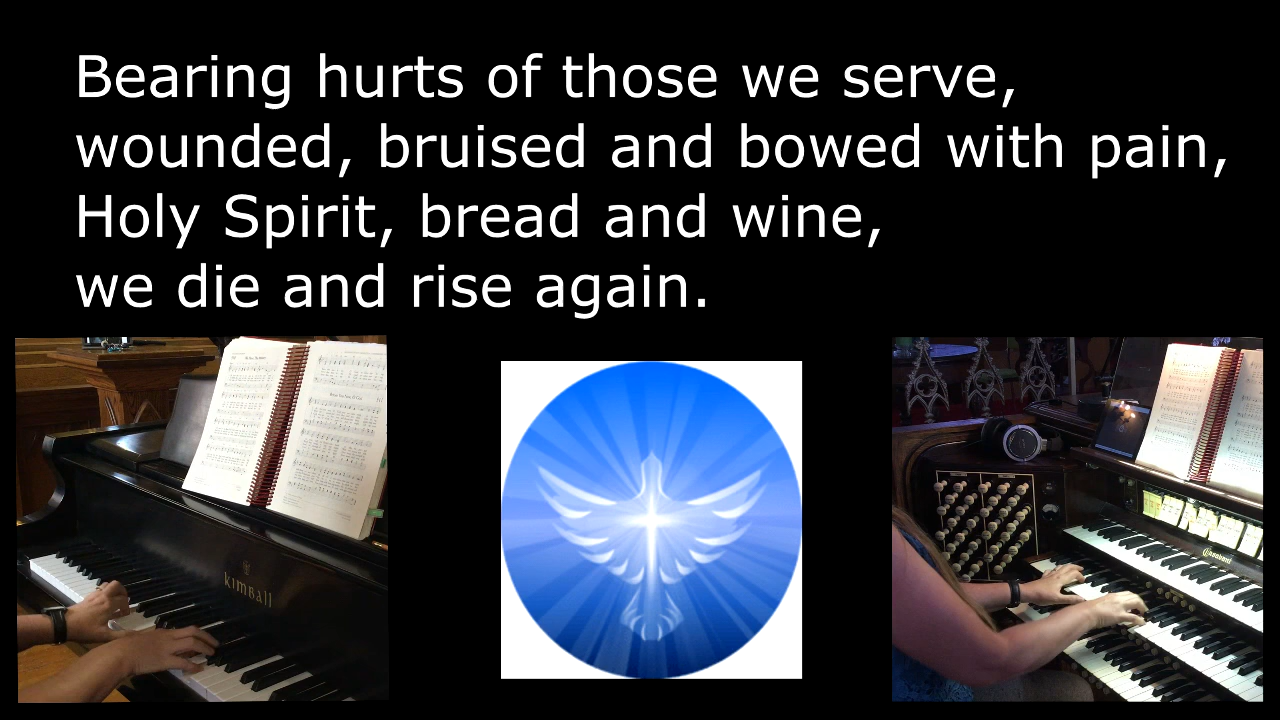 Bearing hurts of those we serve,
wounded, bruised and bowed with pain,
Holy Spirit, bread and wine,
we die and rise again.
KIMBALL